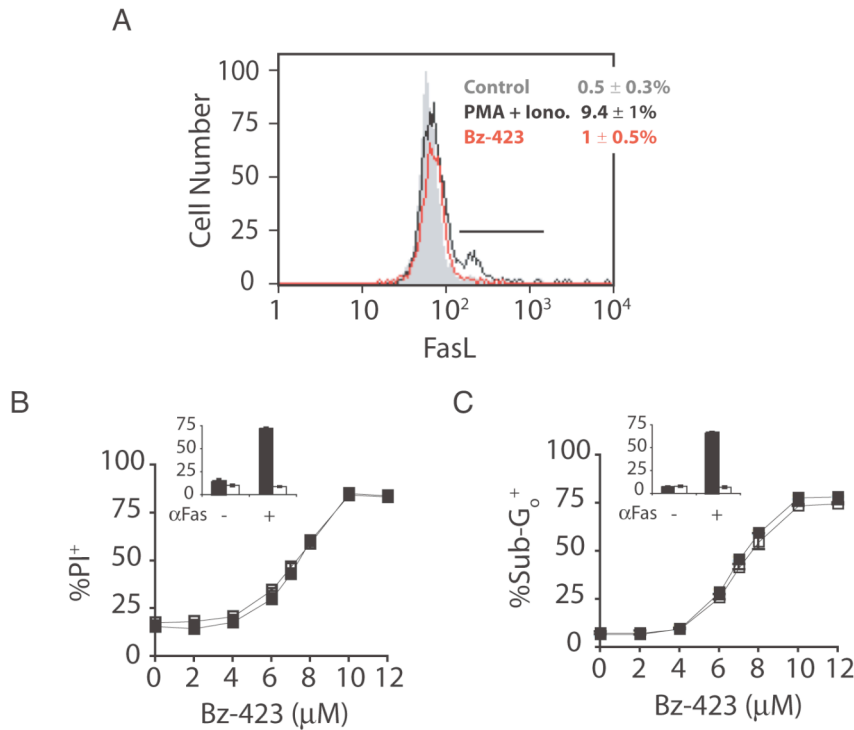 A
100
75
50
25
0
Cell Number
Control 0.5 ± 0.3%
PMA + Iono. 9.4 ± 1%
Bz-423 1 ± 0.5%
1 10 10² 10³ 10⁴
FasL
B
100
75
50
25
0
%PI⁺
75
50
25
0
αFas - +
0 2 4 6 8 10 12
Bz-423 (μM)
C
100
75
50
25
0
%Sub-Gₒ⁺
75
50
25
0
αFas - +
0 2 4 6 8 10 12
Bz-423 (μM)